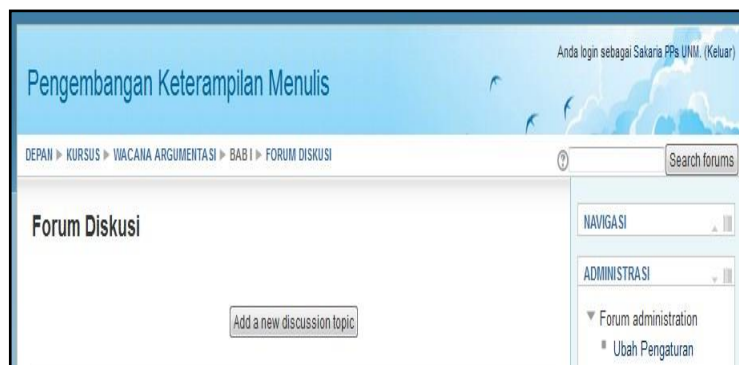 Anda login sebagai Sakaria PPs UNM. (Keluar)
Pengembangan Keterampilan Menulis
DEPAN ► KURSUS ► WACANA ARGUMENTASI ► BAB I ► FORUM DISKUSI
Search forums
Forum Diskusi
Add a new discussion topic
NAVIGASI
ADMINISTRASI
Forum administration
Ubah Pengaturan